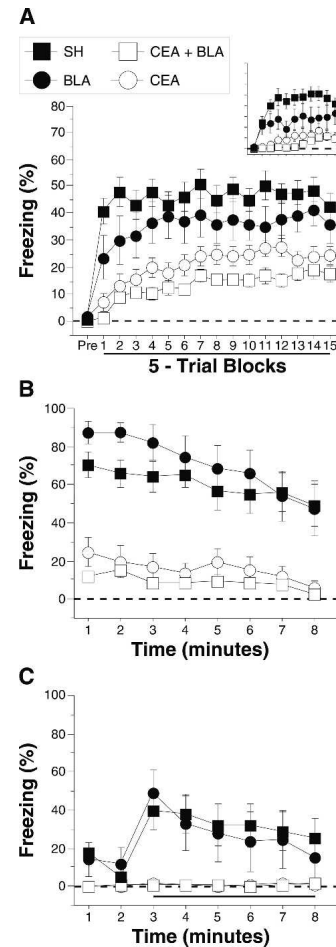 A
SH
CEA + BLA
BLA
CEA
80
70
60
50
40
30
20
10
0
Freezing (%)
Pre 1 2 3 4 5 6 7 8 9 10 11 12 13 14 15
5 - Trial Blocks
B
100
80
60
40
20
0
Freezing (%)
1 2 3 4 5 6 7 8
Time (minutes)
C
100
80
60
40
20
0
Freezing (%)
1 2 3 4 5 6 7 8
Time (minutes)